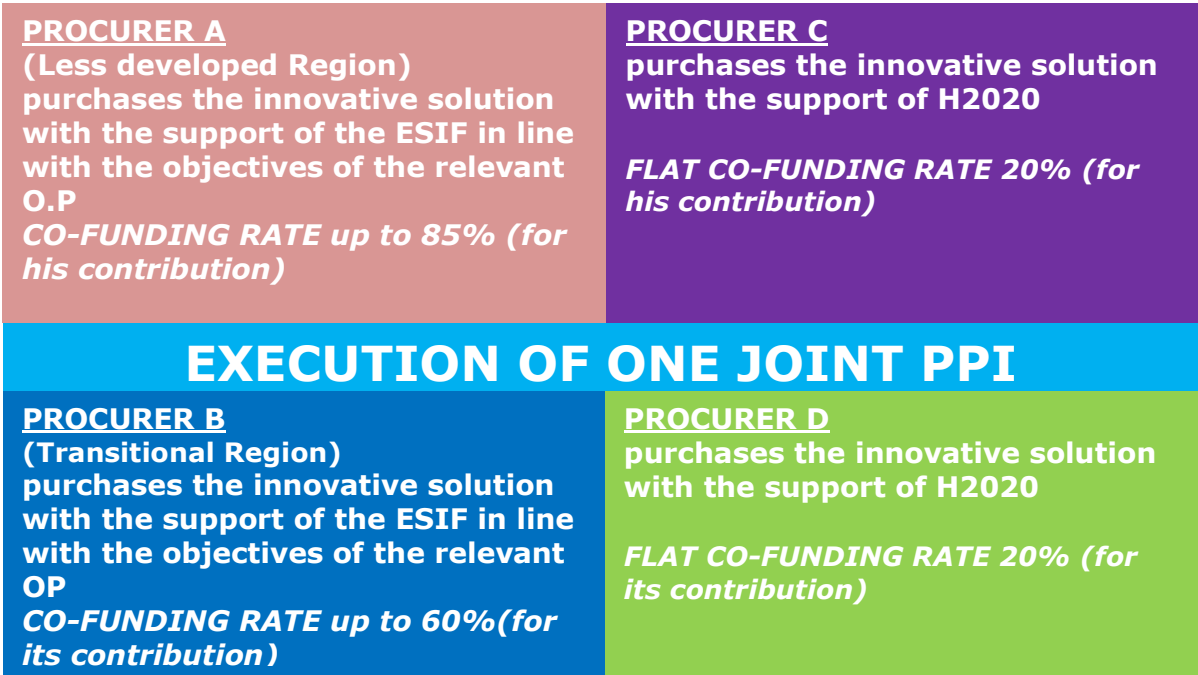 PROCURER A
(Less developed Region)
purchases the innovative solution
with the support of the ESIF in line
with the objectives of the relevant
O.P
CO-FUNDING RATE up to 85% (for
his contribution)
PROCURER C
purchases the innovative solution
with the support of H2020
FLAT CO-FUNDING RATE 20% (for
his contribution)
EXECUTION OF ONE JOINT PPI
PROCURER B
(Transitional Region)
purchases the innovative solution
with the support of the ESIF in line
with the objectives of the relevant
OP
CO-FUNDING RATE up to 60%(for
its contribution)
PROCURER D
purchases the innovative solution
with the support of H2020
FLAT CO-FUNDING RATE 20% (for
its contribution)